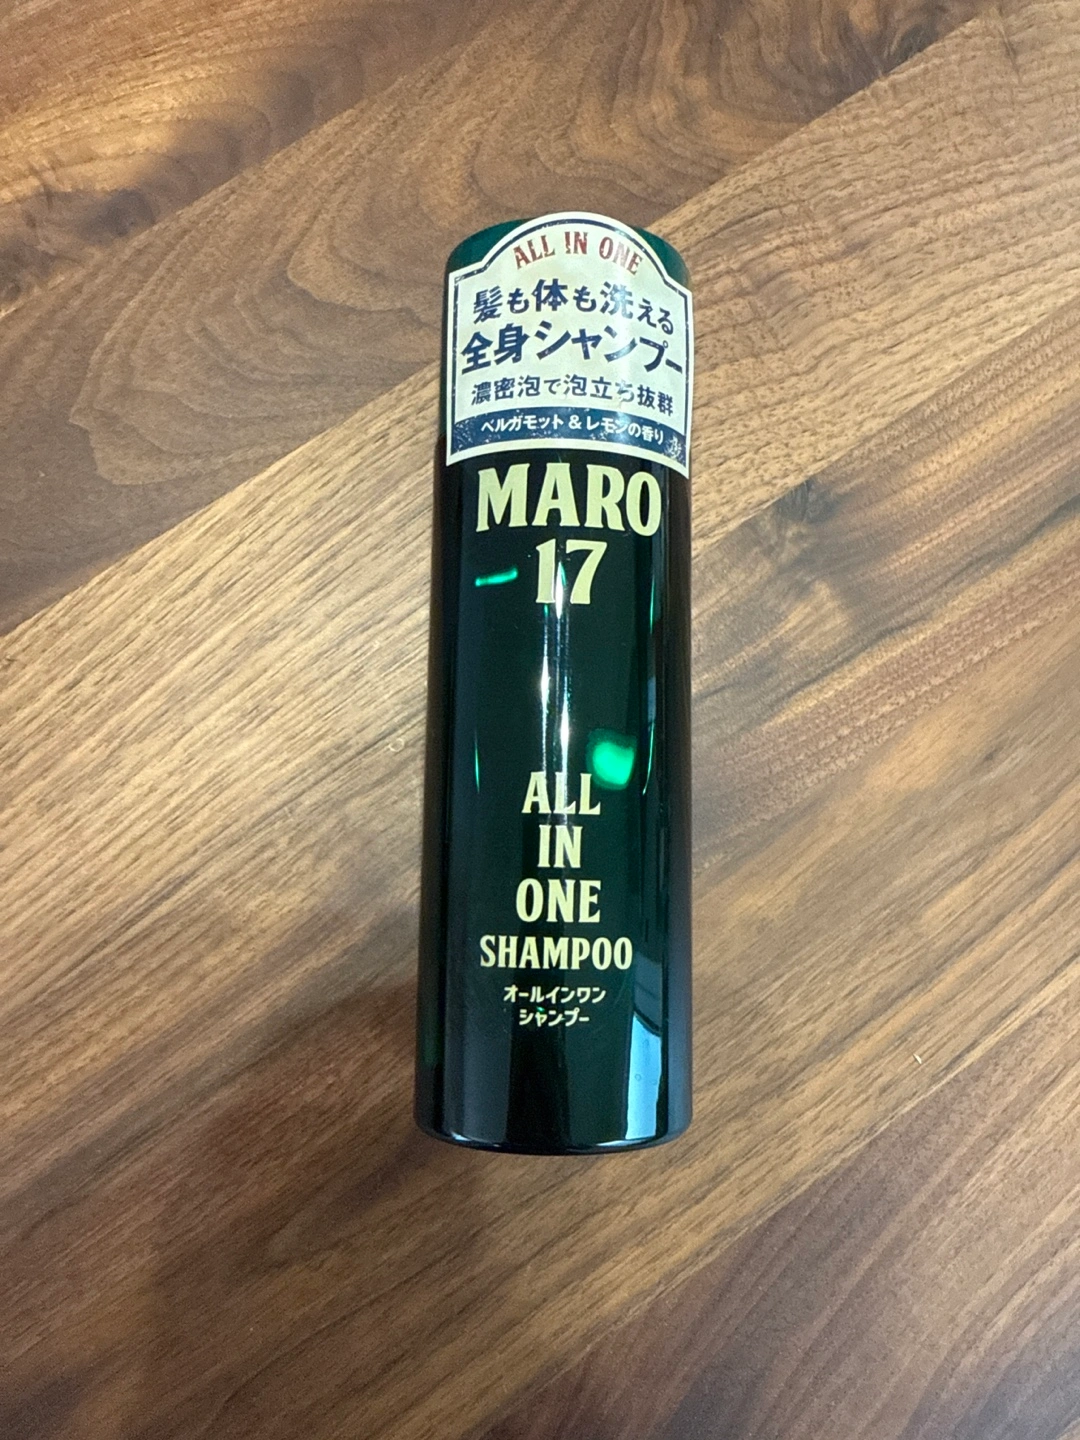 ALL IN ONE
髪も体も洗える
全身シャンプー
濃密泡で泡立ち抜群
ベルガモット&レモンの香り
MARO
17
ALL
IN
ONE
SHAMPOO
オールインワン
シャンプー